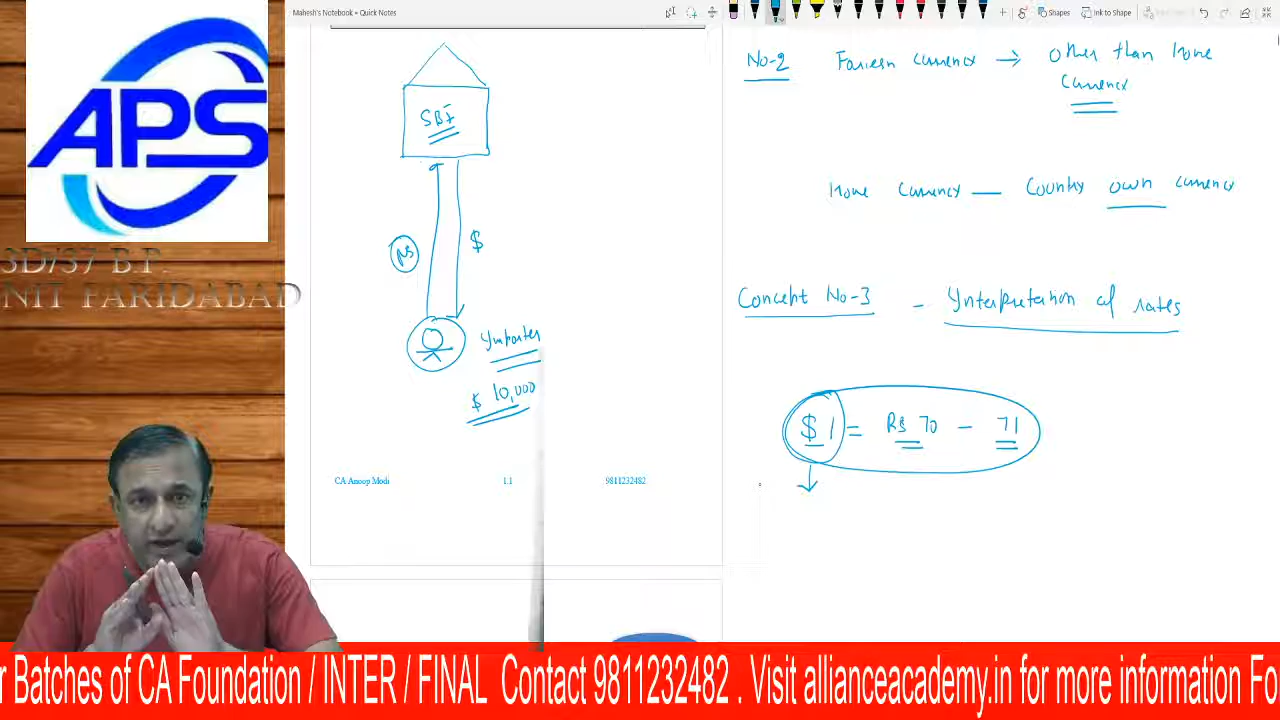 Mahesh's Notebook » Quick Notes
Shapes
Ink to Shape
APS
3D/37 B.P.
NIT FARIDABAD
SBI
Rs
$
Importer
$ 10,000
CA Anoop Modi
1.1
9811232482
No-2 Foriesn currency → other than Home
currency
Home currency — Country own currency
Concept No-3 - Interpretation of rates
$ 1 = Rs 70 - 71
r Batches of CA Foundation / INTER / FINAL Contact 9811232482 . Visit allianceacademy.in for more information Fo